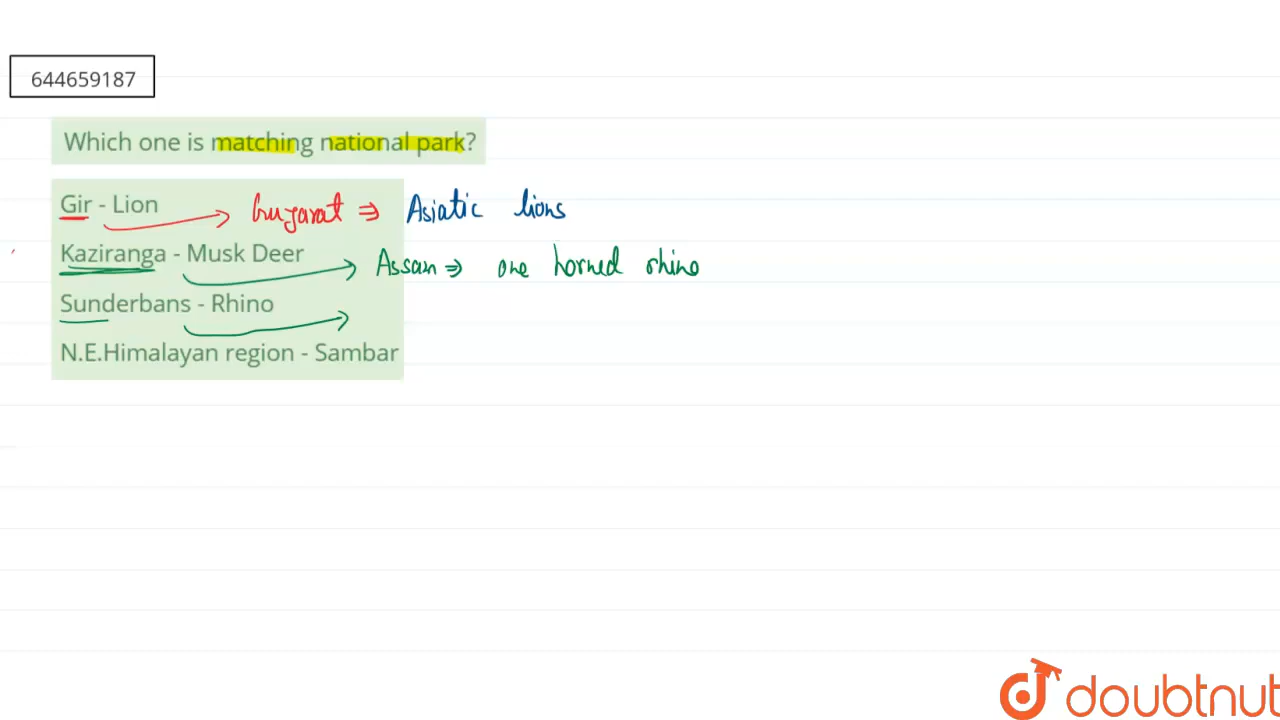 644659187
Which one is matching national park?
Gir - Lion Gujarat ⇒ Asiatic lions
Kaziranga - Musk Deer Assam ⇒ one horned rhino
Sunderbans - Rhino
N.E.Himalayan region - Sambar
doubtnut